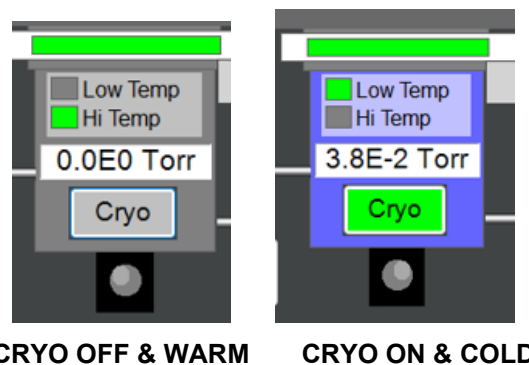 Low Temp
Hi Temp
0.0E0 Torr
Cryo
Low Temp
Hi Temp
3.8E-2 Torr
Cryo
CRYO OFF & WARM
CRYO ON & COLD